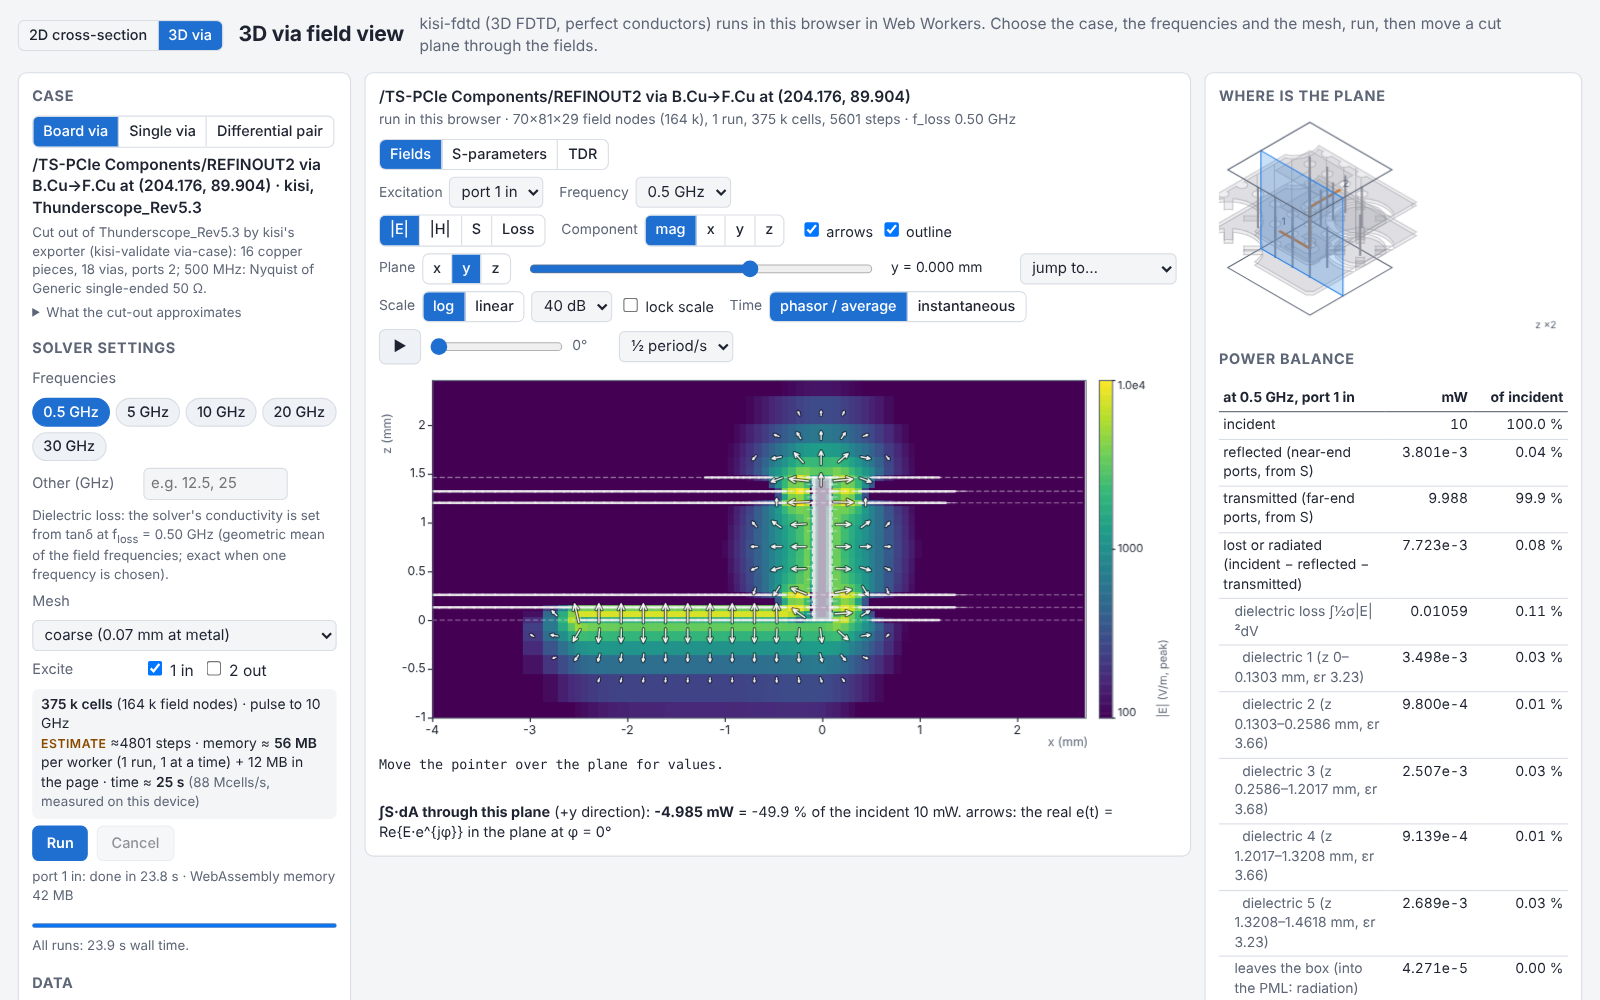 2D cross-section
3D via
3D via field view
kisi-fdtd (3D FDTD, perfect conductors) runs in this browser in Web Workers. Choose the case, the frequencies and the mesh, run, then move a cut
plane through the fields.
CASE
Board via
Single via
Differential pair
/TS-PCIe Components/REFINOUT2 via
B.Cu→F.Cu at (204.176, 89.904) · kisi,
Thunderscope_Rev5.3
Cut out of Thunderscope_Rev5.3 by kisi's
exporter (kisi-validate via-case): 16 copper
pieces, 18 vias, ports 2; 500 MHz: Nyquist of
Generic single-ended 50 Ω.
▶ What the cut-out approximates
SOLVER SETTINGS
Frequencies
0.5 GHz
5 GHz
10 GHz
20 GHz
30 GHz
Other (GHz)
e.g. 12.5, 25
Dielectric loss: the solver's conductivity is set
from tanδ at floss = 0.50 GHz (geometric mean
of the field frequencies; exact when one
frequency is chosen).
Mesh
coarse (0.07 mm at metal)
Excite
1 in
2 out
375 k cells (164 k field nodes) · pulse to 10
GHz
ESTIMATE ≈4801 steps · memory ≈ 56 MB
per worker (1 run, 1 at a time) + 12 MB in
the page · time ≈ 25 s (88 Mcells/s,
measured on this device)
Run
Cancel
port 1 in: done in 23.8 s · WebAssembly memory
42 MB
All runs: 23.9 s wall time.
DATA
/TS-PCIe Components/REFINOUT2 via B.Cu→F.Cu at (204.176, 89.904)
run in this browser · 70×81×29 field nodes (164 k), 1 run, 375 k cells, 5601 steps · f_loss 0.50 GHz
Fields
S-parameters
TDR
Excitation
port 1 in
Frequency
0.5 GHz
|E|
|H|
S
Loss
Component
mag
x
y
z
arrows
outline
Plane
x
y
z
y = 0.000 mm
jump to...
Scale
log
linear
40 dB
lock scale
Time
phasor / average
instantaneous
▶
0°
½ period/s
z (mm)
2
1.5
1
0.5
0
-0.5
-1
-4
-3
-2
-1
0
1
2
x (mm)
1.0e4
1000
100
|E| (V/m, peak)
Move the pointer over the plane for values.
∫S·dA through this plane (+y direction): -4.985 mW = -49.9 % of the incident 10 mW. arrows: the real e(t) =
Re{E·e^{jφ}} in the plane at φ = 0°
WHERE IS THE PLANE
1
2
z ×2
POWER BALANCE
at 0.5 GHz, port 1 in mW of incident
incident 10 100.0 %
reflected (near-end 3.801e-3 0.04 %
ports, from S)
transmitted (far-end 9.988 99.9 %
ports, from S)
lost or radiated 7.723e-3 0.08 %
(incident − reflected −
transmitted)
dielectric loss ∫½σ|E| 0.01059 0.11 %
²dV
dielectric 1 (z 0– 3.498e-3 0.03 %
0.1303 mm, εr 3.23)
dielectric 2 (z 9.800e-4 0.01 %
0.1303–0.2586 mm, εr
3.66)
dielectric 3 (z 2.507e-3 0.03 %
0.2586–1.2017 mm, εr
3.68)
dielectric 4 (z 9.139e-4 0.01 %
1.2017–1.3208 mm, εr
3.66)
dielectric 5 (z 2.689e-3 0.03 %
1.3208–1.4618 mm, εr
3.23)
leaves the box (into 4.271e-5 0.00 %
the PML: radiation)